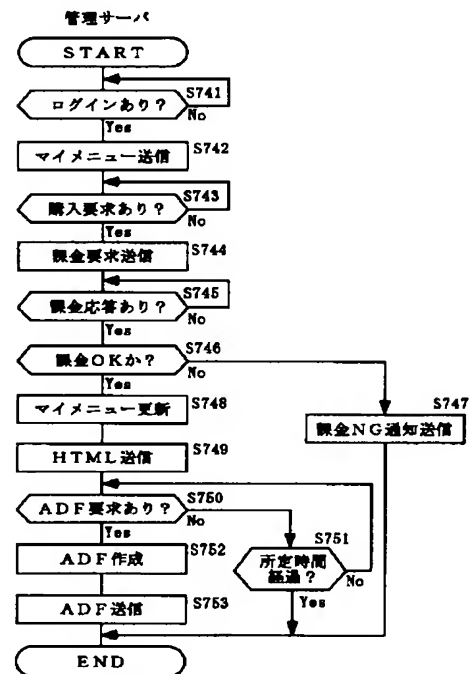 管理サーバ
START
ログインあり?
S741
No
Yes
マイメニュー送信
S742
購入要求あり?
S743
No
Yes
課金要求送信
S744
課金応答あり?
S745
No
Yes
課金OKか?
S746
No
Yes
マイメニュー更新
S748
課金NG通知送信
S747
HTML送信
S749
ADF要求あり?
S750
No
Yes
所定時間
経過?
S751
No
Yes
ADF作成
S752
ADF送信
S753
END